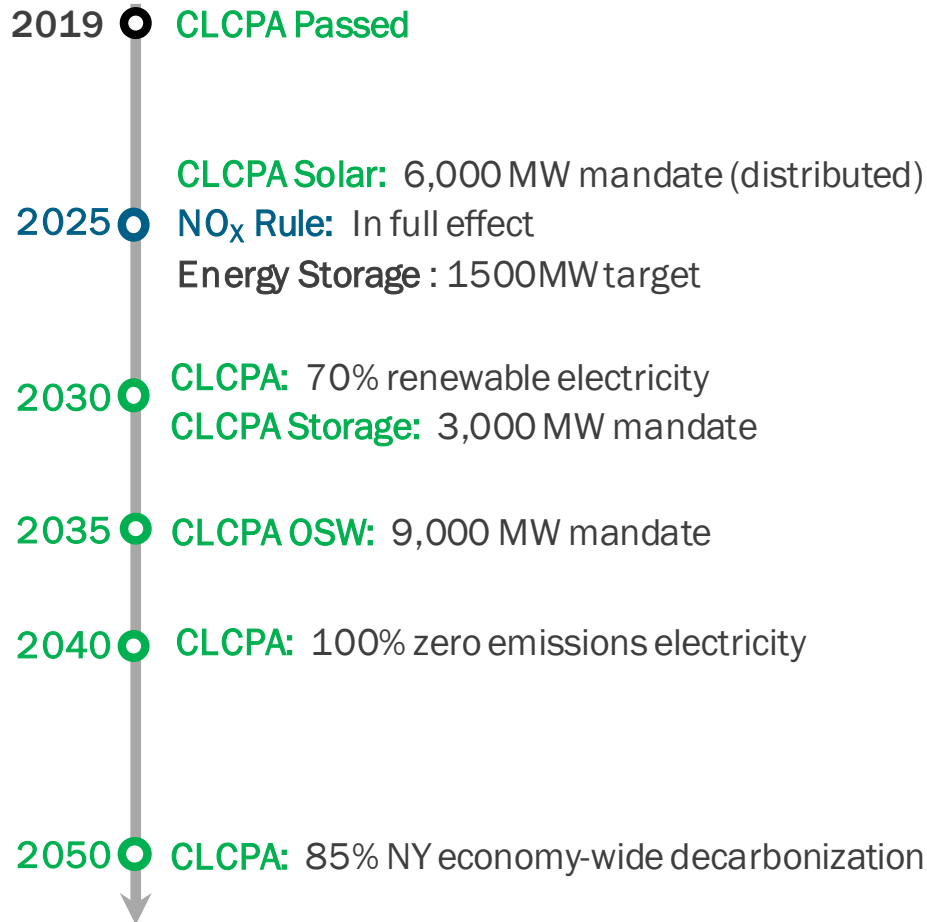 2019 CLCPA Passed
CLCPA Solar: 6,000 MW mandate (distributed)
2025 NOX Rule: In full effect
Energy Storage : 1500MW target
2030
CLCPA: 70% renewable electricity
CLCPA Storage: 3,000 MW mandate
2035 CLCPA OSW: 9,000 MW mandate
2040 CLCPA: 100% zero emissions electricity
2050 CLCPA: 85% NY economy-wide decarbonization